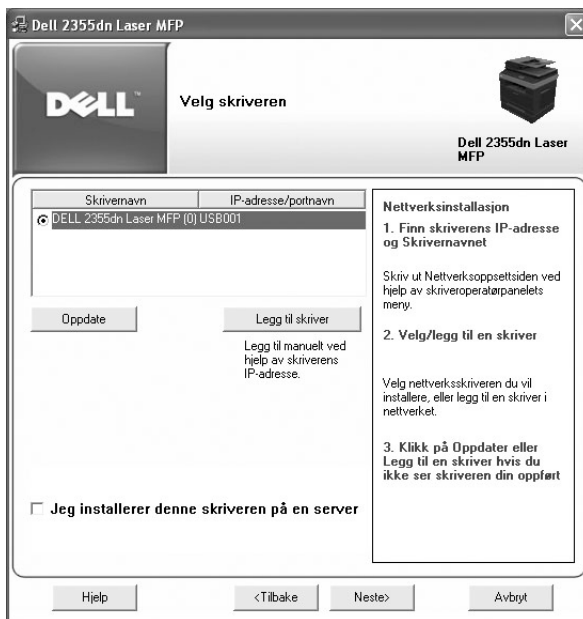 Dell 2355dn Laser MFP
DELL™
Velg skriveren
Dell 2355dn Laser
MFP
Skrivernavn IP-adresse/portnavn
DELL 2355dn Laser MFP (0) USB001
Oppdate
Legg til skriver
Legg til manuelt ved
hjelp av skriverens
IP-adresse.
Jeg installerer denne skriveren på en server
Nettverksinstallasjon
1. Finn skriverens IP-adresse
og Skrivernavnet
Skriv ut Nettverksoppsettsiden ved
hjelp av skriveroperatørpanelets
meny.
2. Velg/legg til en skriver
Velg nettverksskriveren du vil
installere, eller legg til en skriver i
nettverket.
3. Klikk på Oppdater eller
Legg til en skriver hvis du
ikke ser skriveren din oppført
Hjelp <Tilbake Neste> Avbryt